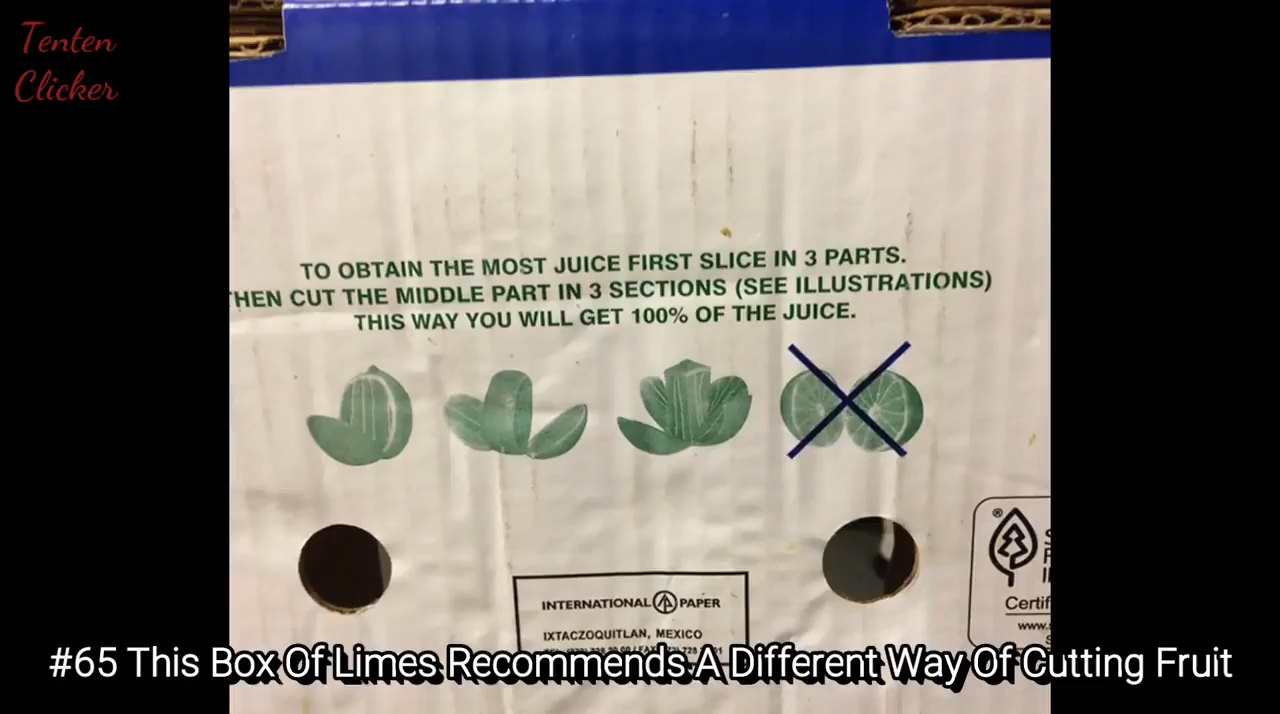 Tenten
Clicker
TO OBTAIN THE MOST JUICE FIRST SLICE IN 3 PARTS.
HEN CUT THE MIDDLE PART IN 3 SECTIONS (SEE ILLUSTRATIONS)
THIS WAY YOU WILL GET 100% OF THE JUICE.
®
INTERNATIONAL PAPER
Certif
www.
IXTACZOQUITLAN, MEXICO
#65 This Box Of Limes Recommends A Different Way Of Cutting Fruit